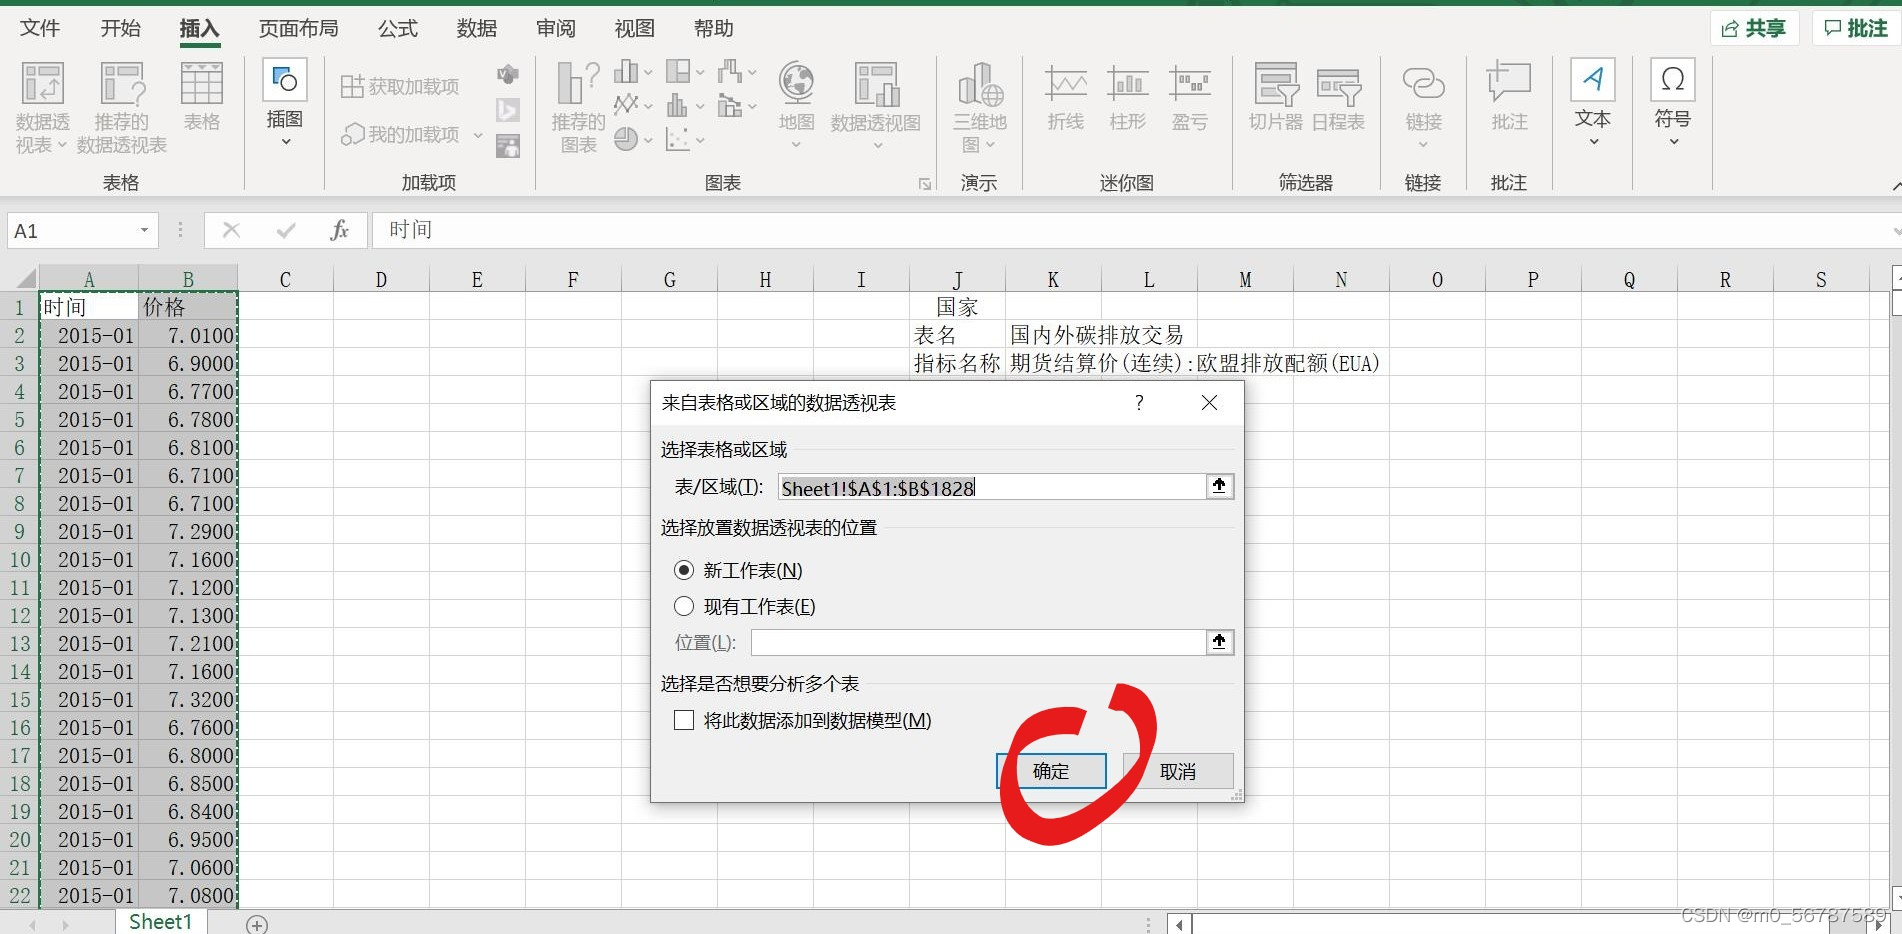 文件 开始 插入 页面布局 公式 数据 审阅 视图 帮助 共享 批注
数据透视表 推荐的数据透视表 表格 插图 获取加载项 我的加载项 推荐的图表 地图 数据透视图 三维地图 折线 柱形 盈亏 切片器 日程表 链接 批注 文本 符号
表格 加载项 图表 演示 迷你图 筛选器 链接 批注
A1 fx 时间
A B C D E F G H I J K L M N O P Q R S
1 时间 价格 国家
2 2015-01 7.0100 表名 国内外碳排放交易
3 2015-01 6.9000 指标名称 期货结算价(连续):欧盟排放配额(EUA)
4 2015-01 6.7700
5 2015-01 6.7800
6 2015-01 6.8100
7 2015-01 6.7100
8 2015-01 6.7800
9 2015-01 7.2900
10 2015-01 7.1600
11 2015-01 7.1200
12 2015-01 7.1300
13 2015-01 7.2100
14 2015-01 7.1600
15 2015-01 7.3200
16 2015-01 6.7600
17 2015-01 6.8000
18 2015-01 6.8500
19 2015-01 6.8400
20 2015-01 6.9500
21 2015-01 7.0600
22 2015-01 7.0800
来自表格或区域的数据透视表 ?
选择表格或区域
表/区域(T): Sheet1!$A$1:$B$1828
选择放置数据透视表的位置
新工作表(N)
现有工作表(E)
位置(L):
选择是否想要分析多个表
将此数据添加到数据模型(M)
确定 取消
Sheet1
CSDN @m0_56787589